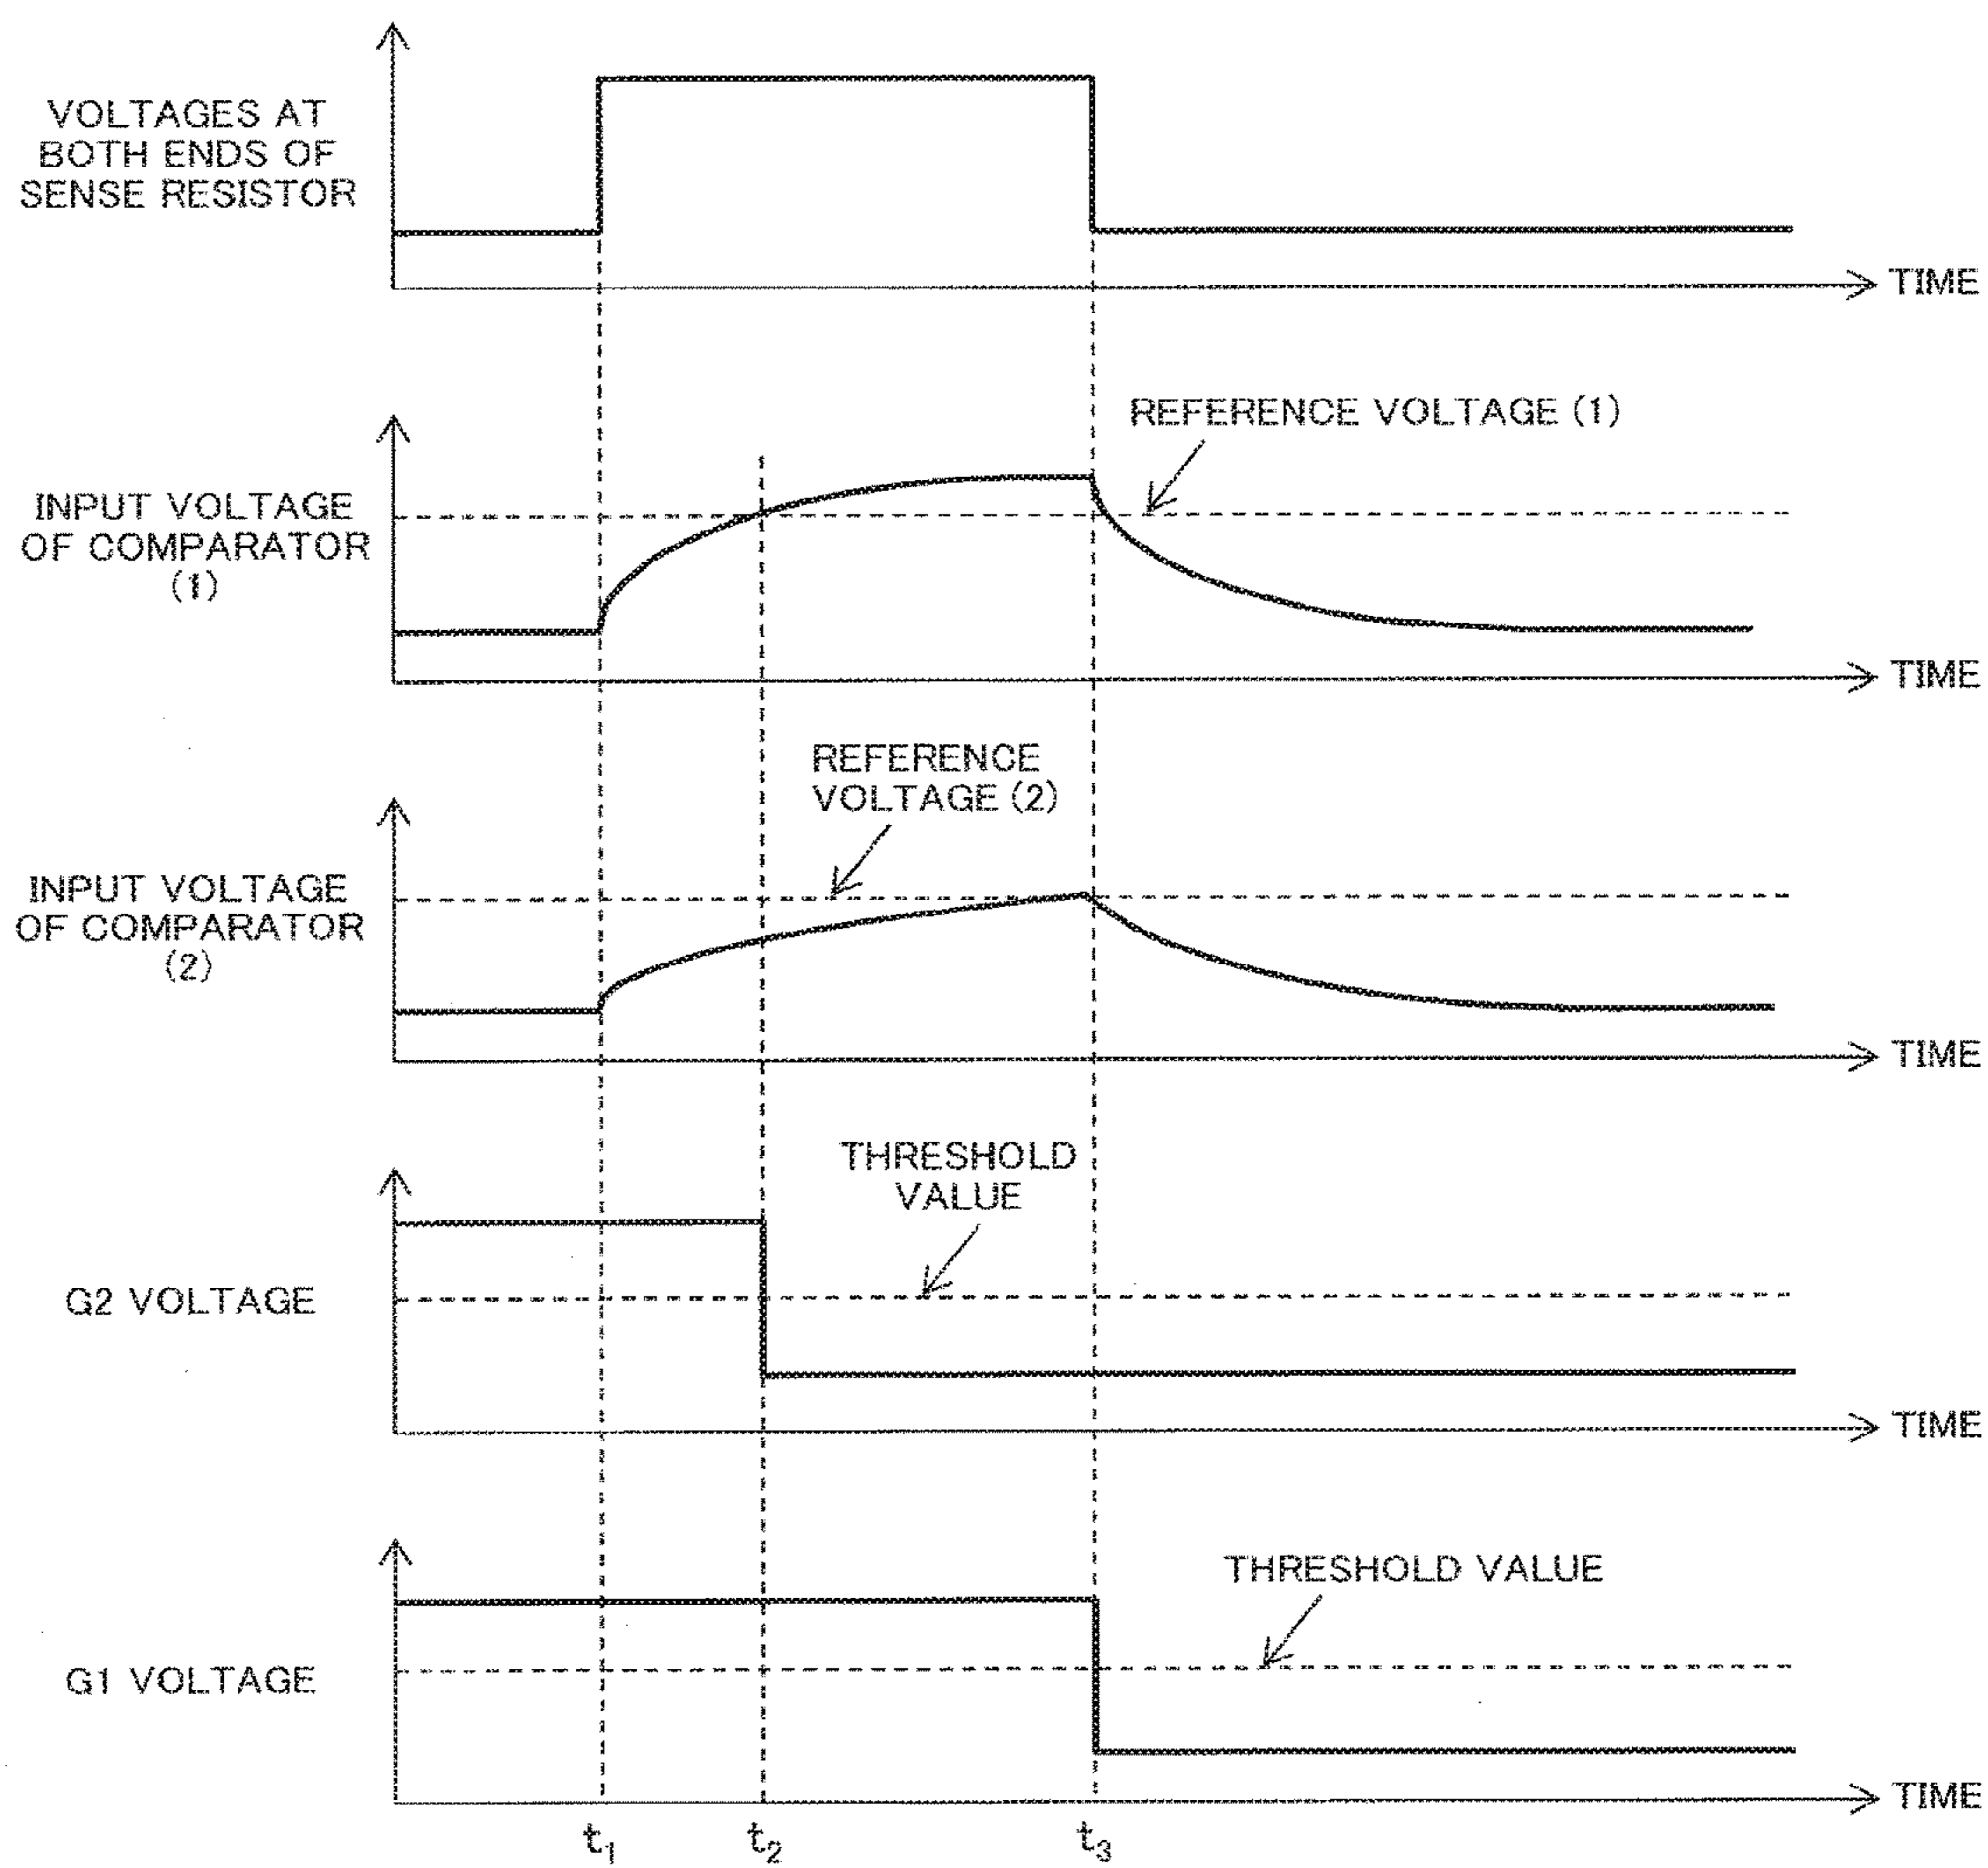 VOLTAGES AT
BOTH ENDS OF
SENSE RESISTOR
TIME
REFERENCE VOLTAGE (1)
INPUT VOLTAGE
OF COMPARATOR
(1)
TIME
REFERENCE
VOLTAGE (2)
INPUT VOLTAGE
OF COMPARATOR
(2)
TIME
THRESHOLD
VALUE
G2 VOLTAGE
TIME
THRESHOLD VALUE
G1 VOLTAGE
TIME
t1 t2 t3